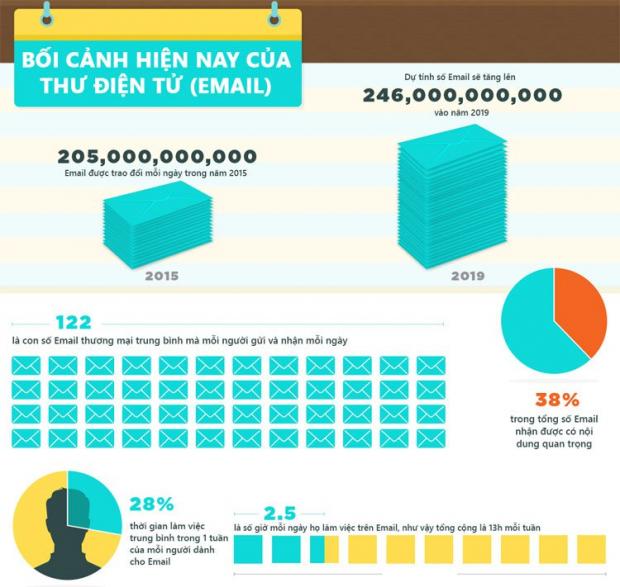 BỐI CẢNH HIỆN NAY CỦA
THƯ ĐIỆN TỬ (EMAIL)
Dự tính số Email sẽ tăng lên
246,000,000,000
vào năm 2019
205,000,000,000
Email được trao đổi mỗi ngày trong năm 2015
2015
2019
122
là con số Email thương mại trung bình mà mỗi người gửi và nhận mỗi ngày
38%
trong tổng số Email
nhận được có nội
dung quan trọng
28%
thời gian làm việc
trung bình trong 1 tuần
của mỗi người dành
cho Email
2.5
là số giờ mỗi ngày họ làm việc trên Email, như vậy tổng cộng là 13h mỗi tuần